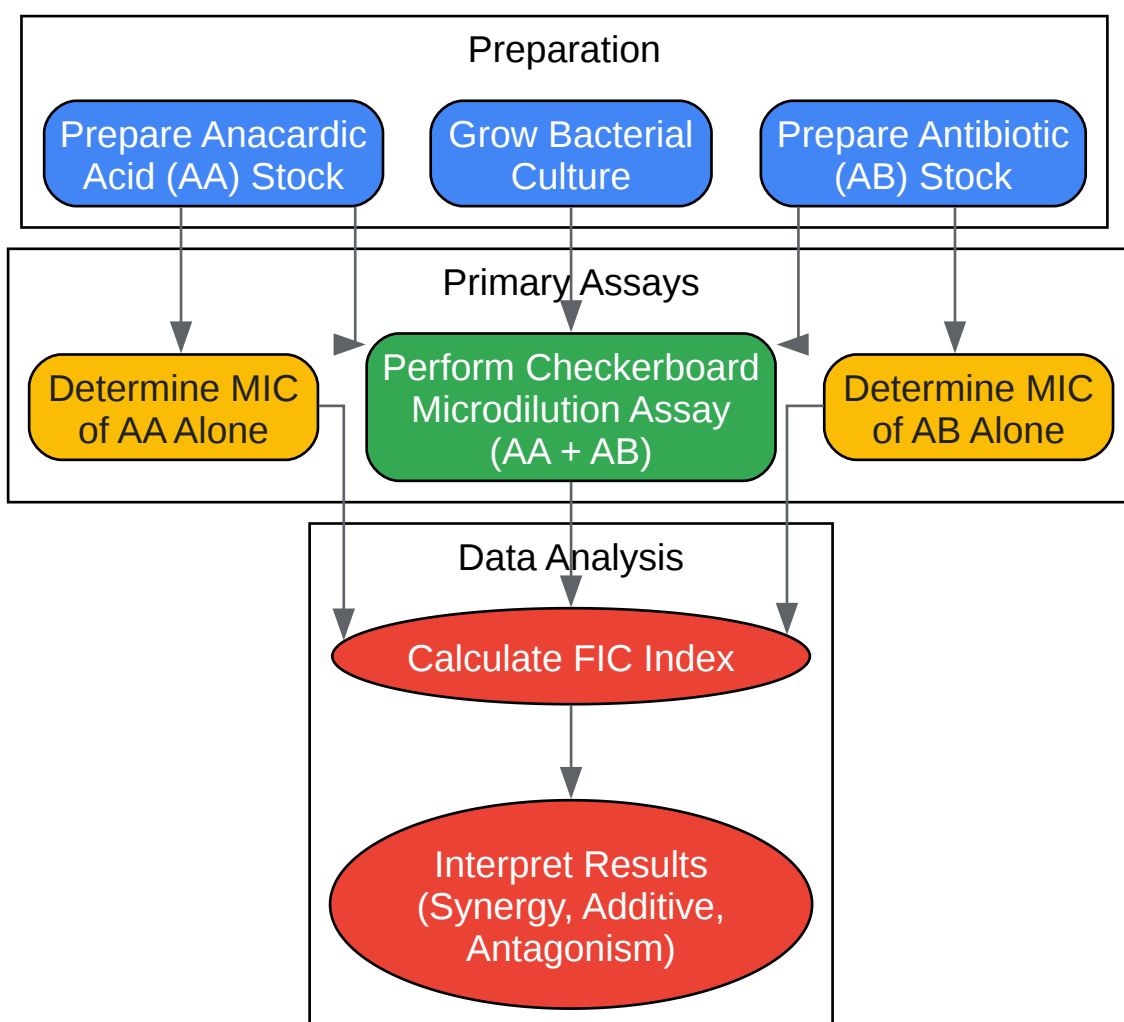 Preparation
Prepare Anacardic
Acid (AA) Stock
Grow Bacterial
Culture
Prepare Antibiotic
(AB) Stock
Primary Assays
Determine MIC
of AA Alone
Perform Checkerboard
Microdilution Assay
(AA + AB)
Determine MIC
of AB Alone
Data Analysis
Calculate FIC Index
Interpret Results
(Synergy, Additive,
Antagonism)